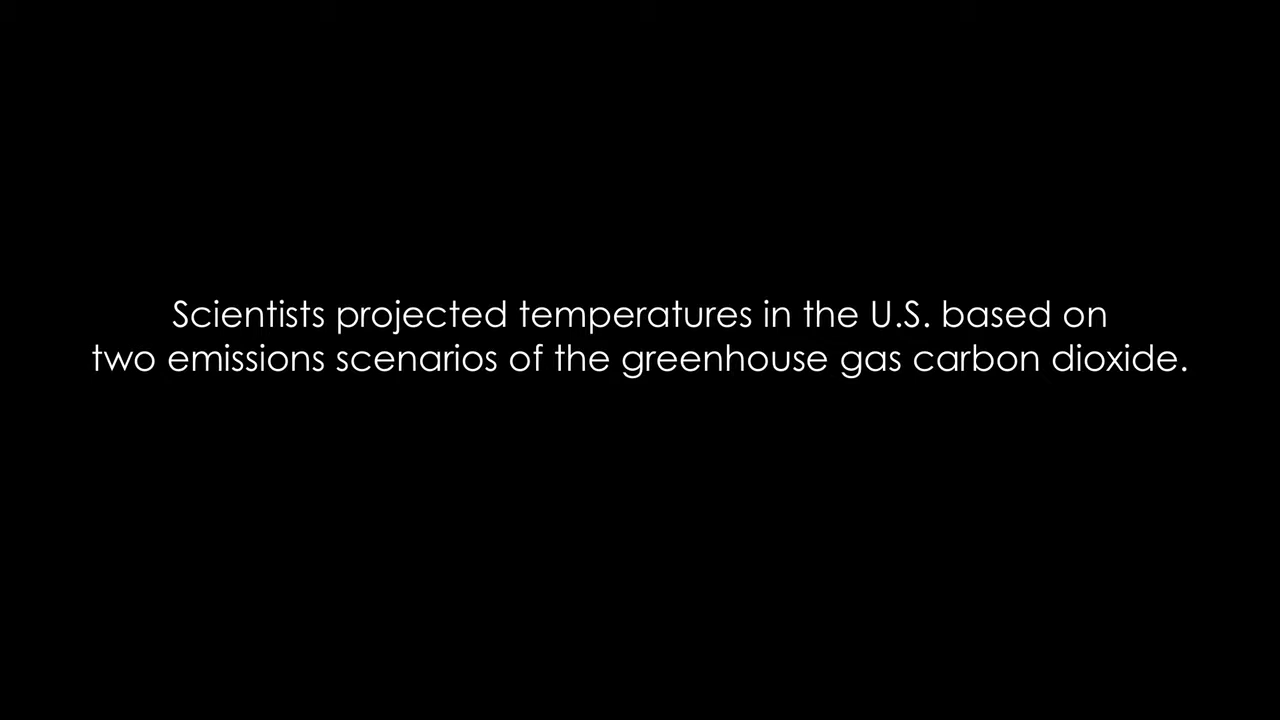 Scientists projected temperatures in the U.S. based on
two emissions scenarios of the greenhouse gas carbon dioxide.